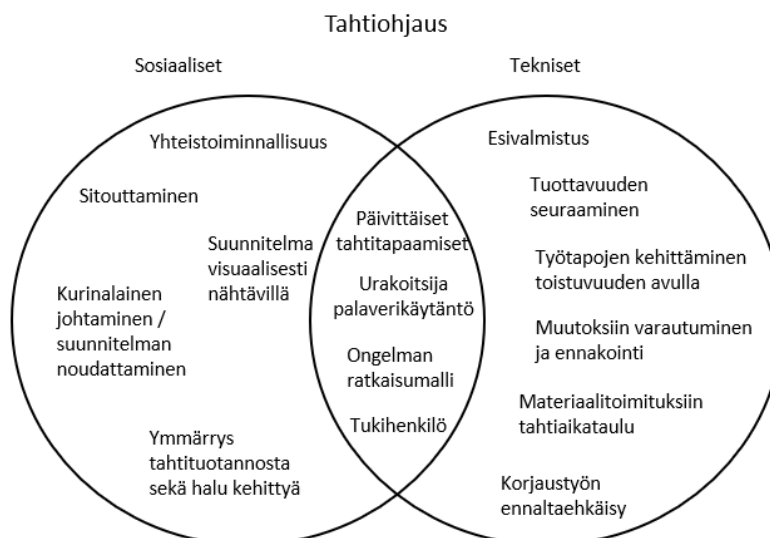 Tahtiohjaus
Sosiaaliset
Tekniset
Yhteistoiminnallisuus
Sitouttaminen
Suunnitelma
visuaalisesti
nähtävillä
Kurinalainen
johtaminen /
suunnitelman
noudattaminen
Ymmärrys
tahtituotannosta
sekä halu kehittyä
Päivittäiset
tahtitapaamiset
Urakoitsija
palaverikäytäntö
Ongelman
ratkaisumalli
Tukihenkilö
Esivalmistus
Tuottavuuden
seuraaminen
Työtapojen kehittäminen
toistuvuuden avulla
Muutoksiin varautuminen
ja ennakointi
Materiaalitoimituksiin
tahtiaikataulu
Korjaustyön
ennaltaehkäisy